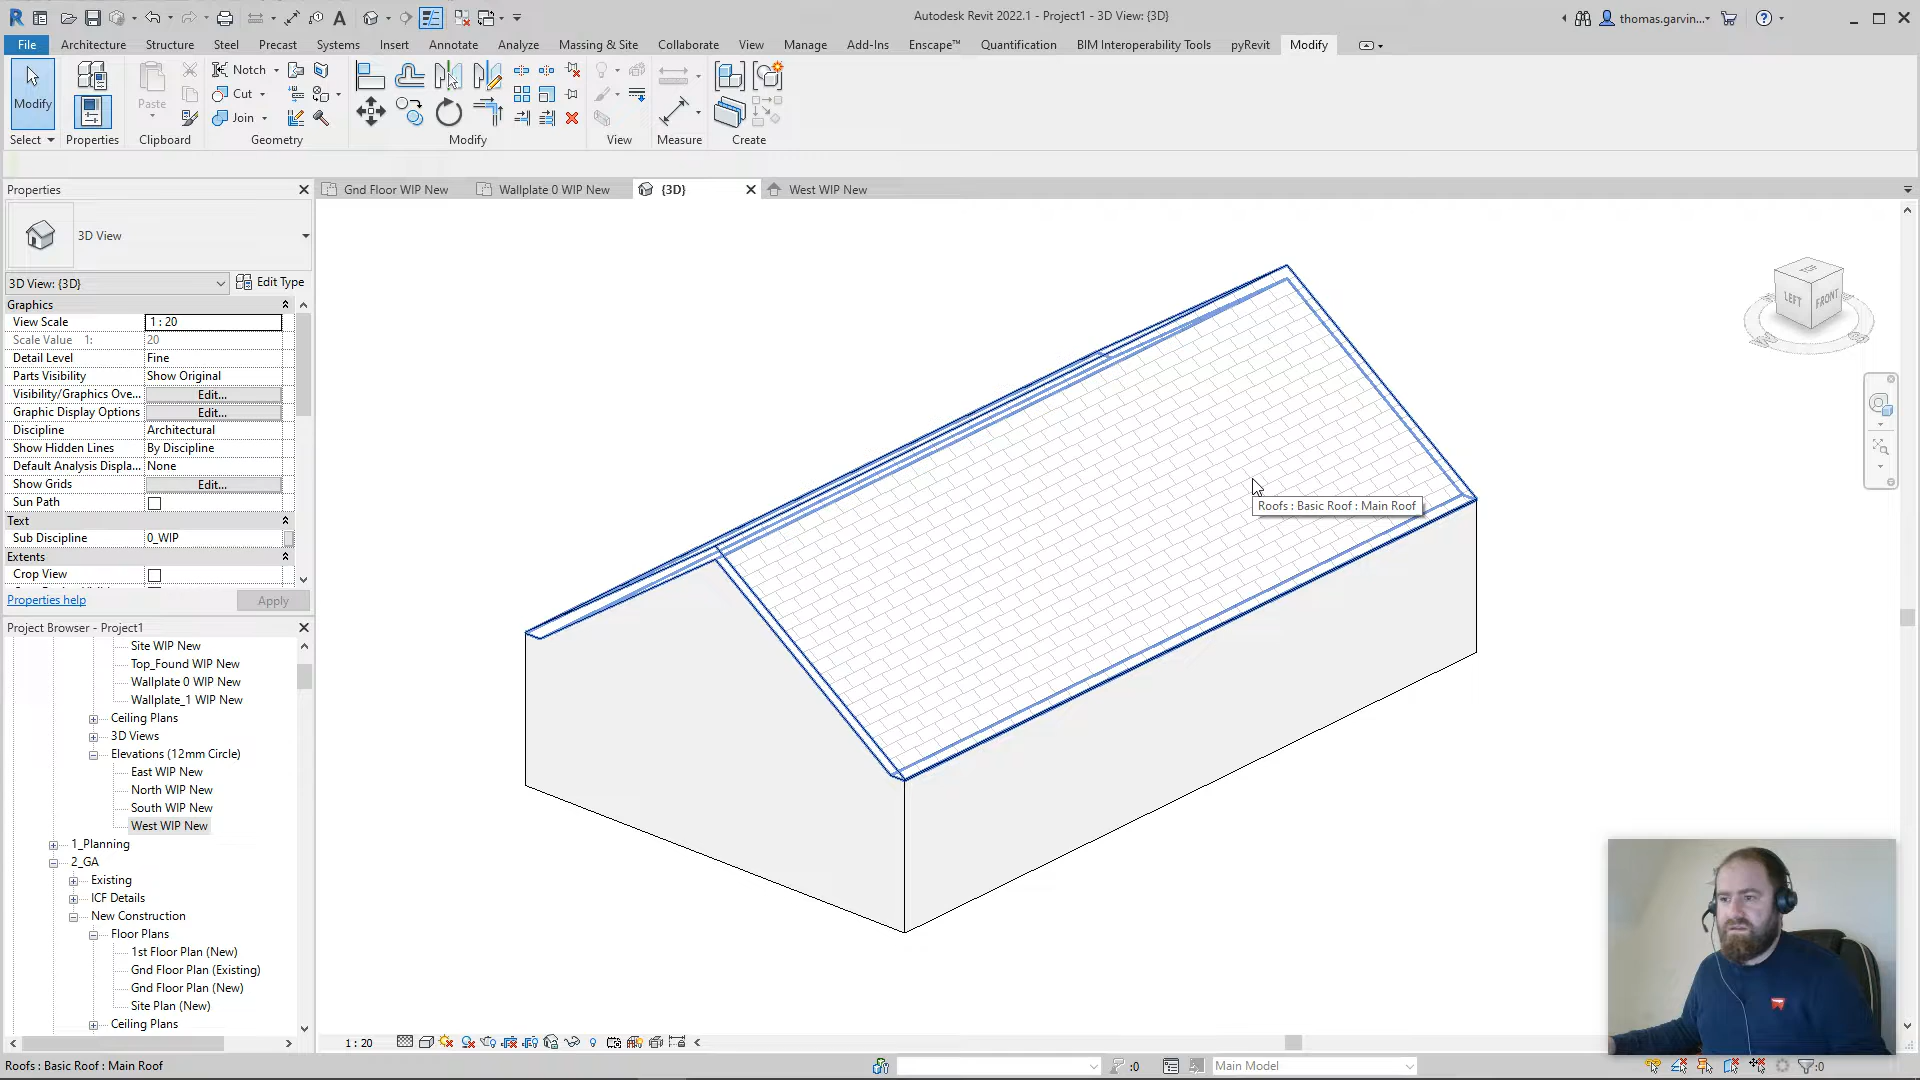 Autodesk Revit 2022.1 - Project1 - 3D View: {3D}
thomas.garvin...
File
Architecture
Structure
Steel
Precast
Systems
Insert
Annotate
Analyze
Massing & Site
Collaborate
View
Manage
Add-Ins
Enscape™
Quantification
BIM Interoperability Tools
pyRevit
Modify
Modify
Paste
Notch
Cut
Join
Select
Properties
Clipboard
Geometry
Modify
View
Measure
Create
Properties
Gnd Floor WIP New
Wallplate 0 WIP New
{3D}
West WIP New
3D View
3D View: {3D}
Edit Type
Graphics
View Scale 1 : 20
Scale Value 1: 20
Detail Level Fine
Parts Visibility Show Original
Visibility/Graphics Ove... Edit...
Graphic Display Options Edit...
Discipline Architectural
Show Hidden Lines By Discipline
Default Analysis Displa... None
Show Grids Edit...
Sun Path
Text
Sub Discipline 0_WIP
Extents
Crop View
Properties help
Apply
Project Browser - Project1
Site WIP New
Top_Found WIP New
Wallplate 0 WIP New
Wallplate_1 WIP New
Ceiling Plans
3D Views
Elevations (12mm Circle)
East WIP New
North WIP New
South WIP New
West WIP New
1_Planning
2_GA
Existing
ICF Details
New Construction
Floor Plans
1st Floor Plan (New)
Gnd Floor Plan (Existing)
Gnd Floor Plan (New)
Site Plan (New)
Ceiling Plans
TOP
LEFT
FRONT
Roofs : Basic Roof : Main Roof
1 : 20
Roofs : Basic Roof : Main Roof
:0
Main Model
:0